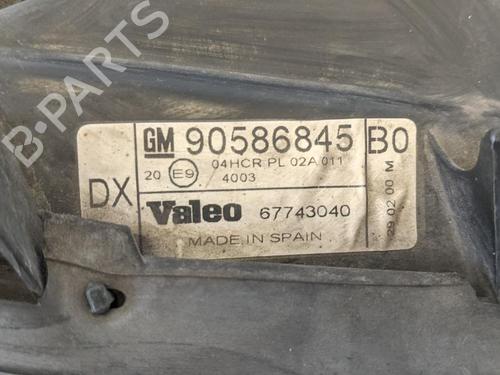 GM 90586845 B0
04HCR PL 02A 011
20 E9 4003
DX
Valeo 67743040
MADE IN SPAIN
02 00 M
B-PARTS